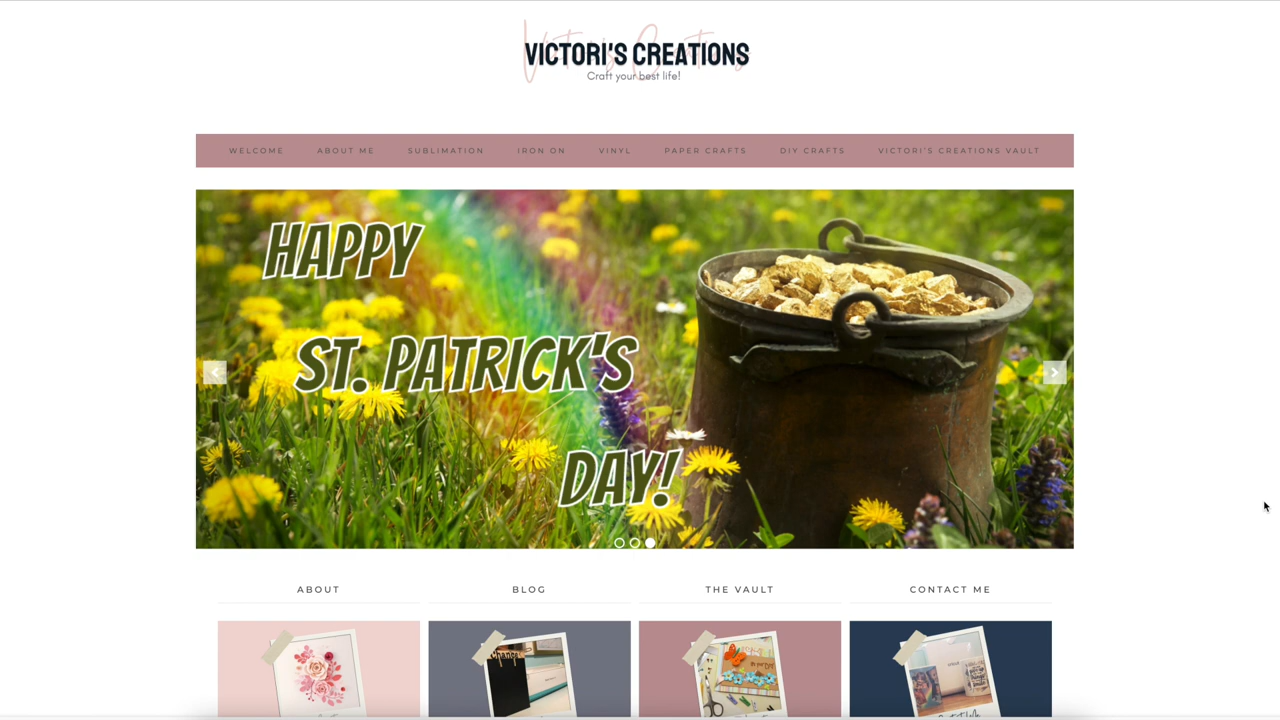 VICTORI'S CREATIONS
Craft your best life!
WELCOME ABOUT ME SUBLIMATION IRON ON VINYL PAPER CRAFTS DIY CRAFTS VICTORI'S CREATIONS VAULT
HAPPY
ST. PATRICK'S
DAY!
ABOUT BLOG THE VAULT CONTACT ME
change